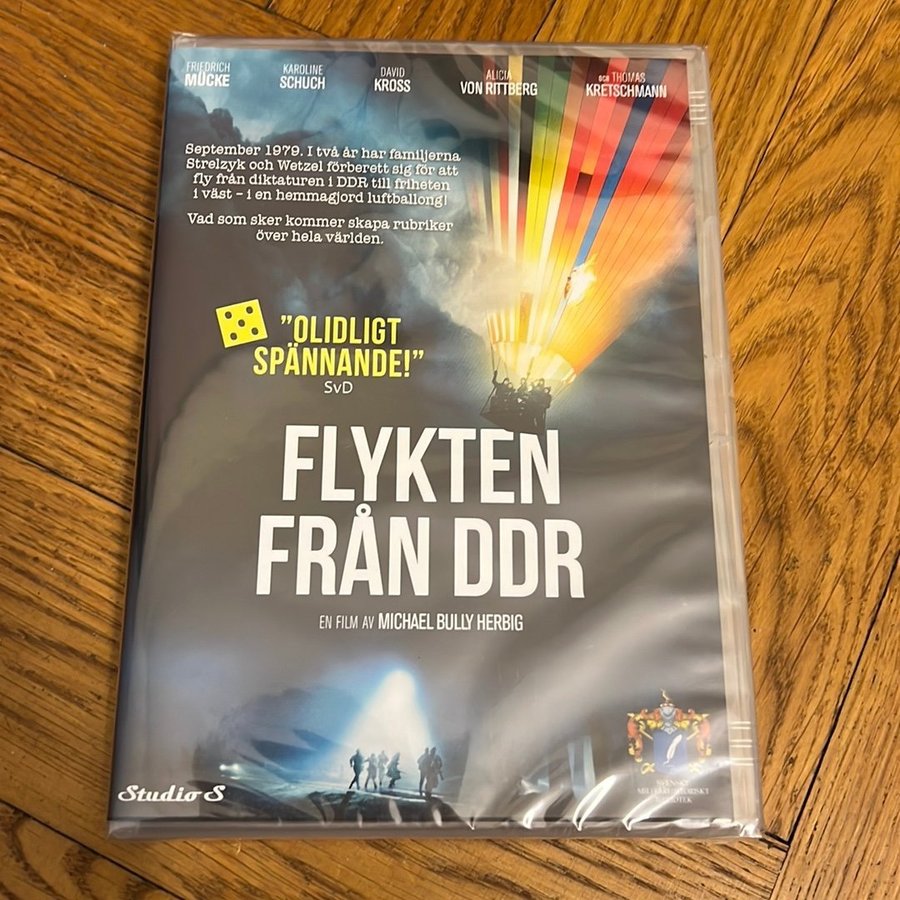 FRIEDRICH
MÜCKE
KAROLINE
SCHUCH
DAVID
KROSS
ALICIA
VON RITTBERG
OCH THOMAS
KRETSCHMANN
September 1979. I två år har familjerna
Strelzyk och Wetzel förberett sig för att
fly från diktaturen i DDR till friheten
i väst – i en hemmagjord luftballong!
Vad som sker kommer skapa rubriker
över hela världen.
”OLIDLIGT
SPÄNNANDE!”
SvD
FLYKTEN
FRÅN DDR
EN FILM AV MICHAEL BULLY HERBIG
Studio S
SVENSKT
MILITÄRHISTORISKT
BIBLIOTEK